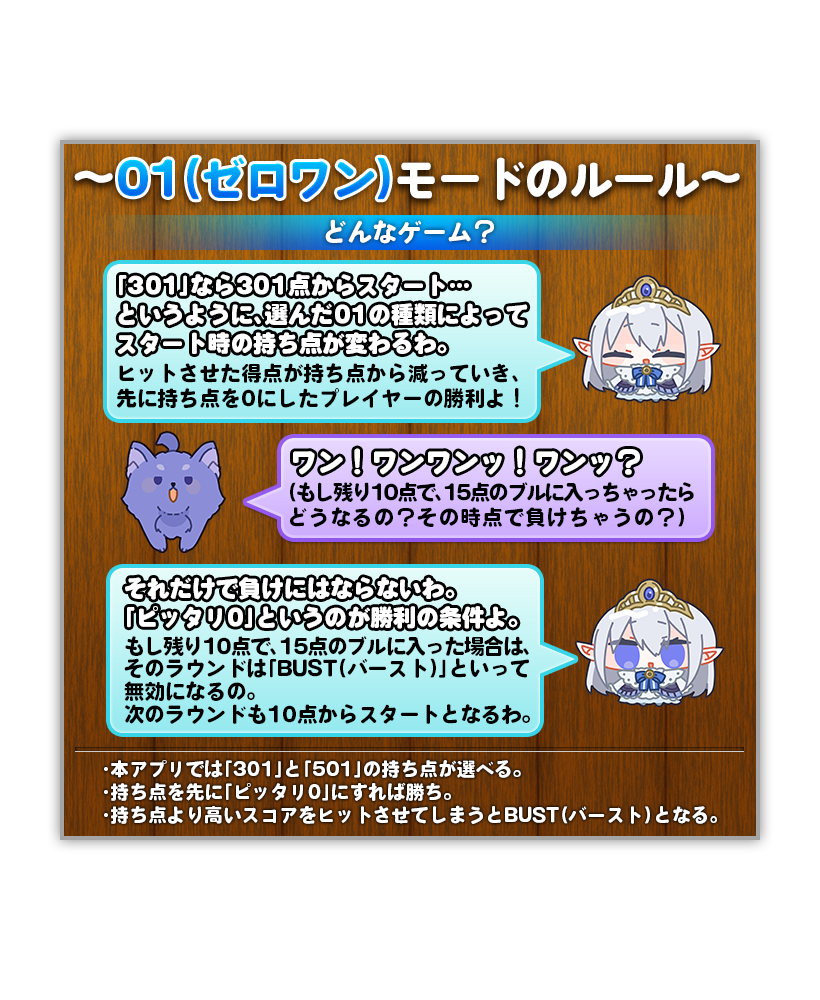 ～01(ゼロワン)モードのルール～
どんなゲーム？
「301」なら301点からスタート…
というように、選んだ01の種類によって
スタート時の持ち点が変わるわ。
ヒットさせた得点が持ち点から減っていき、
先に持ち点を0にしたプレイヤーの勝利よ！
ワン！ワンワンッ！ワンッ？
(もし残り10点で、15点のブルに入っちゃったら
どうなるの？その時点で負けちゃうの？)
それだけで負けにはならないわ。
「ピッタリ0」というのが勝利の条件よ。
もし残り10点で、15点のブルに入った場合は、
そのラウンドは「BUST(バースト)」といって
無効になるの。
次のラウンドも10点からスタートとなるわ。
・本アプリでは「301」と「501」の持ち点が選べる。
・持ち点を先に「ピッタリ0」にすれば勝ち。
・持ち点より高いスコアをヒットさせてしまうとBUST(バースト)となる。